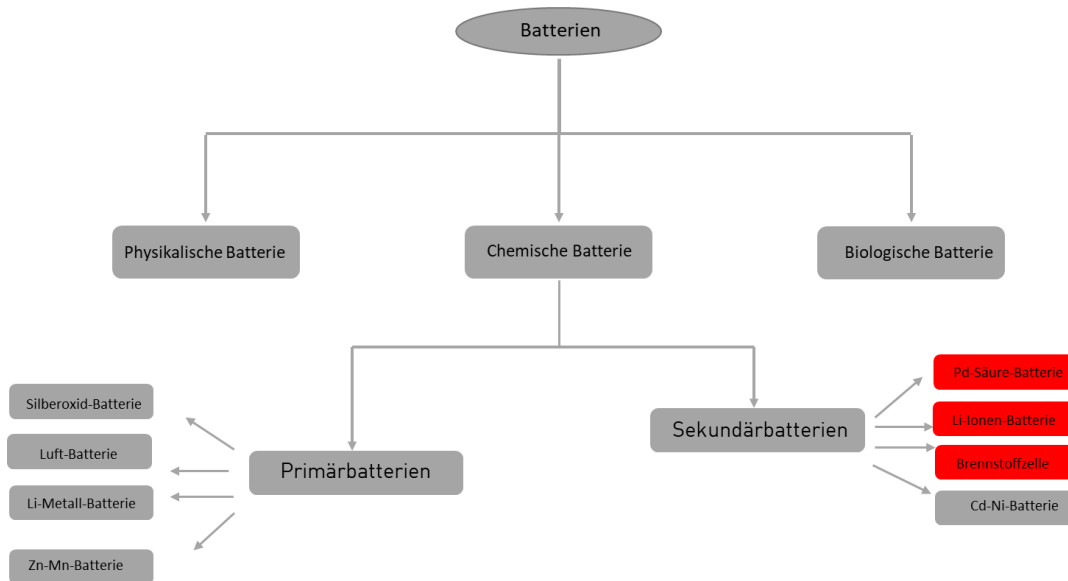 Batterien
Physikalische Batterie
Chemische Batterie
Biologische Batterie
Silberoxid-Batterie
Luft-Batterie
Li-Metall-Batterie
Zn-Mn-Batterie
Primärbatterien
Sekundärbatterien
Pd-Säure-Batterie
Li-Ionen-Batterie
Brennstoffzelle
Cd-Ni-Batterie